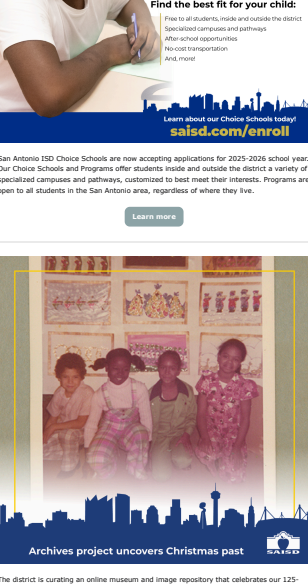 Find the best fit for your child:
Free to all students, inside and outside the district
Specialized campuses and pathways
After-school opportunities
No-cost transportation
And, more!
Learn about our Choice Schools today!
saisd.com/enroll
San Antonio ISD Choice Schools are now accepting applications for 2025-2026 school year.
Our Choice Schools and Programs offer students inside and outside the district a variety of
specialized campuses and pathways, customized to best meet their interests. Programs are
open to all students in the San Antonio area, regardless of where they live.
Learn more
Archives project uncovers Christmas past
SAISD
The district is curating an online museum and image repository that celebrates our 125-